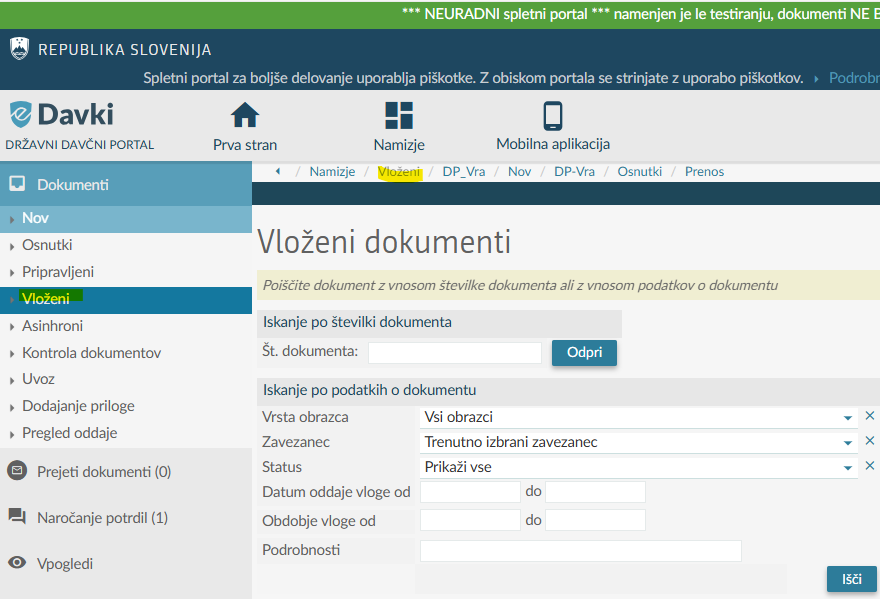 *** NEURADNI spletni portal *** namenjen je le testiranju, dokumenti NE
REPUBLIKA SLOVENIJA
Spletni portal za boljše delovanje uporablja piškotke. Z obiskom portala se strinjate z uporabo piškotkov. Podrobn
eDavki
DRŽAVNI DAVČNI PORTAL
Prva stran
Namizje
Mobilna aplikacija
/ Namizje / Vloženi / DP_Vra / Nov / DP-Vra / Osnutki / Prenos
Dokumenti
Nov
Osnutki
Pripravljeni
Vloženi
Asinhroni
Kontrola dokumentov
Uvoz
Dodajanje priloge
Pregled oddaje
Prejeti dokumenti (0)
Naročanje potrdil (1)
Vpogledi
Vloženi dokumenti
Poiščite dokument z vnosom številke dokumenta ali z vnosom podatkov o dokumentu
Iskanje po številki dokumenta
Št. dokumenta: Odpri
Iskanje po podatkih o dokumentu
Vrsta obrazca Vsi obrazci
Zavezanec Trenutno izbrani zavezanec
Status Prikaži vse
Datum oddaje vloge od do
Obdobje vloge od do
Podrobnosti
Išči